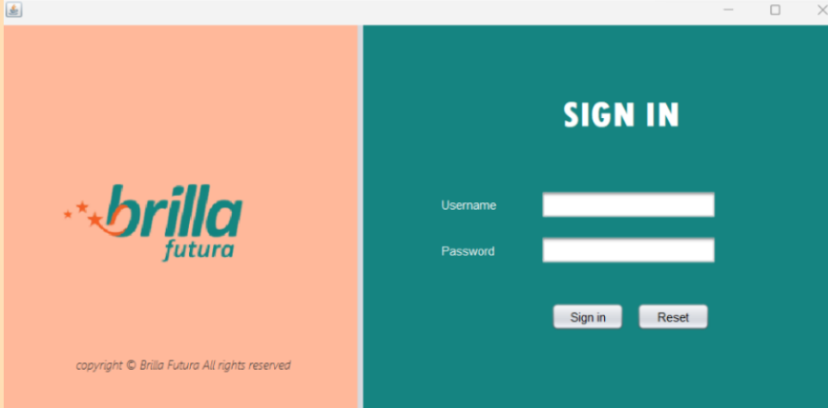 brilla
futura
copyright © Brilla Futura All rights reserved
SIGN IN
Username
Password
Sign in
Reset